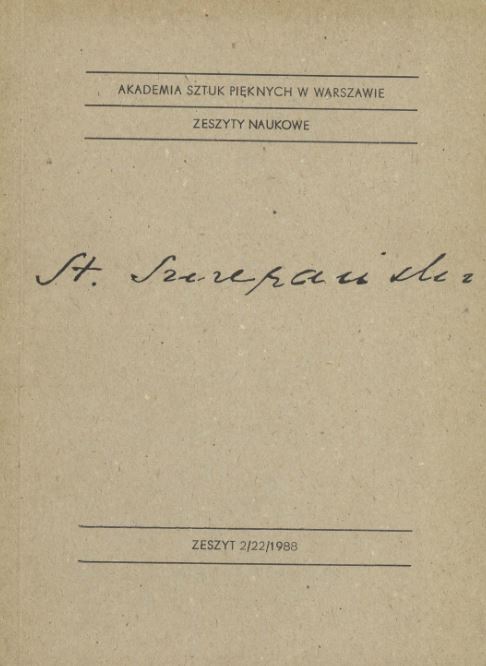 AKADEMIA SZTUK PIĘKNYCH W WARSZAWIE
ZESZYTY NAUKOWE
St. Szczepański
ZESZYT 2/22/1988